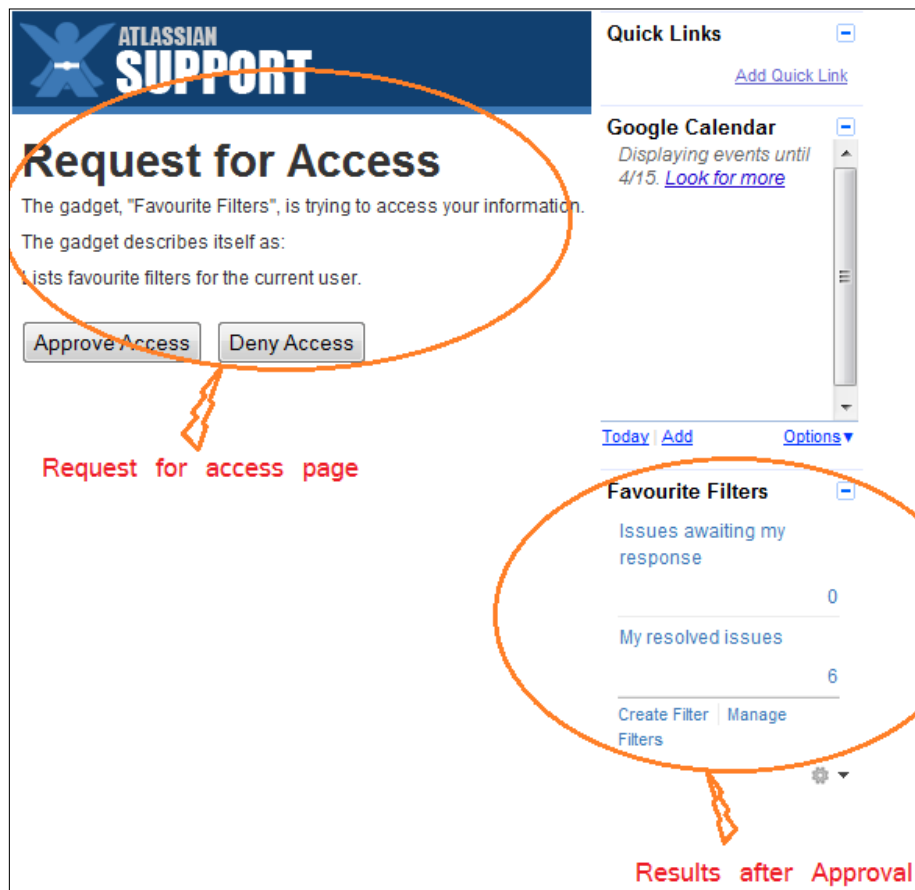 ATLASSIAN
SUPPORT
Request for Access
The gadget, "Favourite Filters", is trying to access your information.
The gadget describes itself as:
Lists favourite filters for the current user.
Approve Access Deny Access
Request for access page
Quick Links
Add Quick Link
Google Calendar
Displaying events until
4/15. Look for more
Today Add Options
Favourite Filters
Issues awaiting my
response
0
My resolved issues
6
Create Filter Manage
Filters
Results after Approval